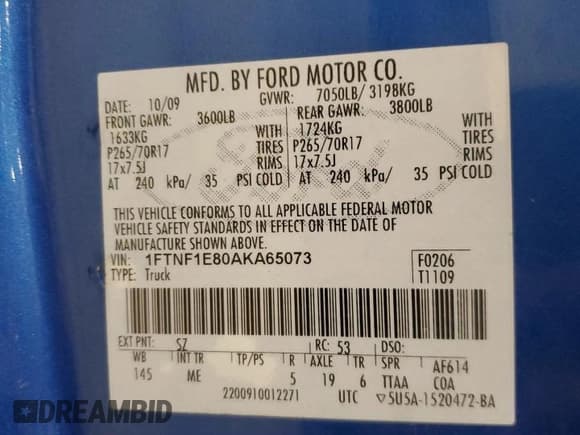 MFD. BY FORD MOTOR CO.
DATE: 10/09 GVWR: 7050LB/ 3198KG
FRONT GAWR: 3600LB REAR GAWR: 3800LB
1633KG WITH 1724KG WITH
P265/70R17 TIRES P265/70R17 TIRES
17x7.5J RIMS 17x7.5J RIMS
AT 240 kPa/ 35 PSI COLD AT 240 kPa/ 35 PSI COLD
THIS VEHICLE CONFORMS TO ALL APPLICABLE FEDERAL MOTOR
VEHICLE SAFETY STANDARDS IN EFFECT ON THE DATE OF
MANUFACTURE SHOWN ABOVE.
VIN: 1FTNF1E80AKA65073 F0206
TYPE: Truck T1109
EXT PNT: SZ RC: 53 DSO:
WB INT TR TP/PS R AXLE TR SPR AF614
145 ME 5 19 6 TTAA COA
2200910012271 UTC ▽5U5A-1520472-BA
DREAMBID